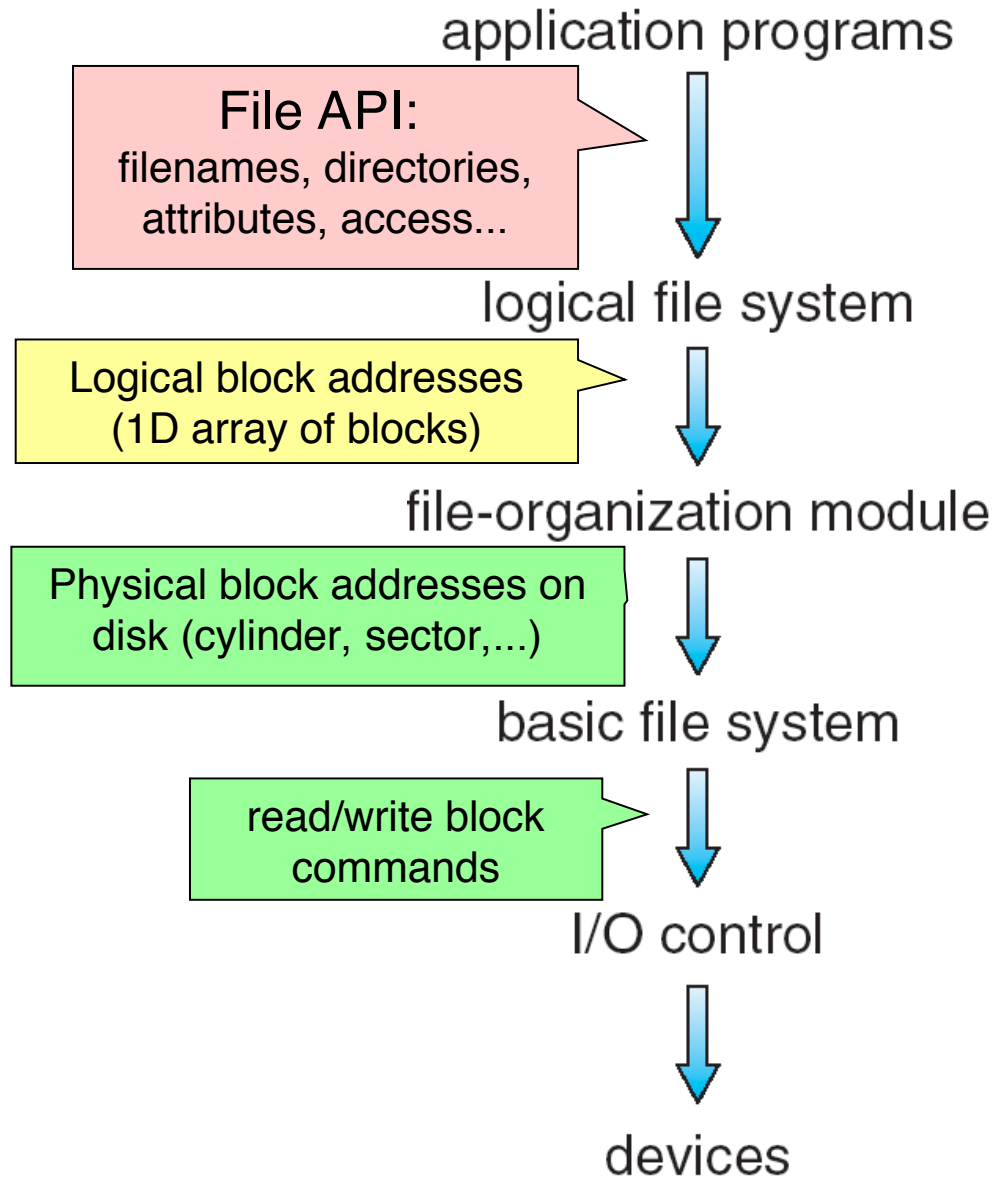 application programs
File API:
filenames, directories,
attributes, access...
logical file system
Logical block addresses
(1D array of blocks)
file-organization module
Physical block addresses on
disk (cylinder, sector,...)
basic file system
read/write block
commands
I/O control
devices